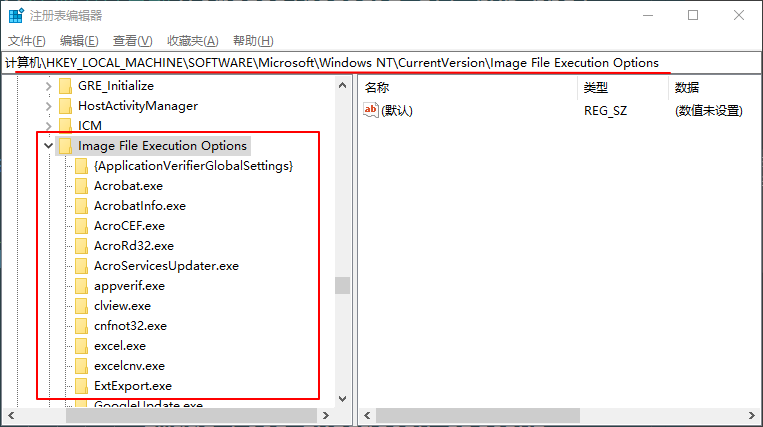 注册表编辑器
文件(F) 编辑(E) 查看(V) 收藏夹(A) 帮助(H)
计算机\HKEY_LOCAL_MACHINE\SOFTWARE\Microsoft\Windows NT\CurrentVersion\Image File Execution Options
GRE_Initialize
HostActivityManager
ICM
Image File Execution Options
{ApplicationVerifierGlobalSettings}
Acrobat.exe
AcrobatInfo.exe
AcroCEF.exe
AcroRd32.exe
AcroServicesUpdater.exe
appverif.exe
clview.exe
cnfnot32.exe
excel.exe
excelcnv.exe
ExtExport.exe
GoogleUpdate.exe
名称 类型 数据
ab (默认) REG_SZ (数值未设置)